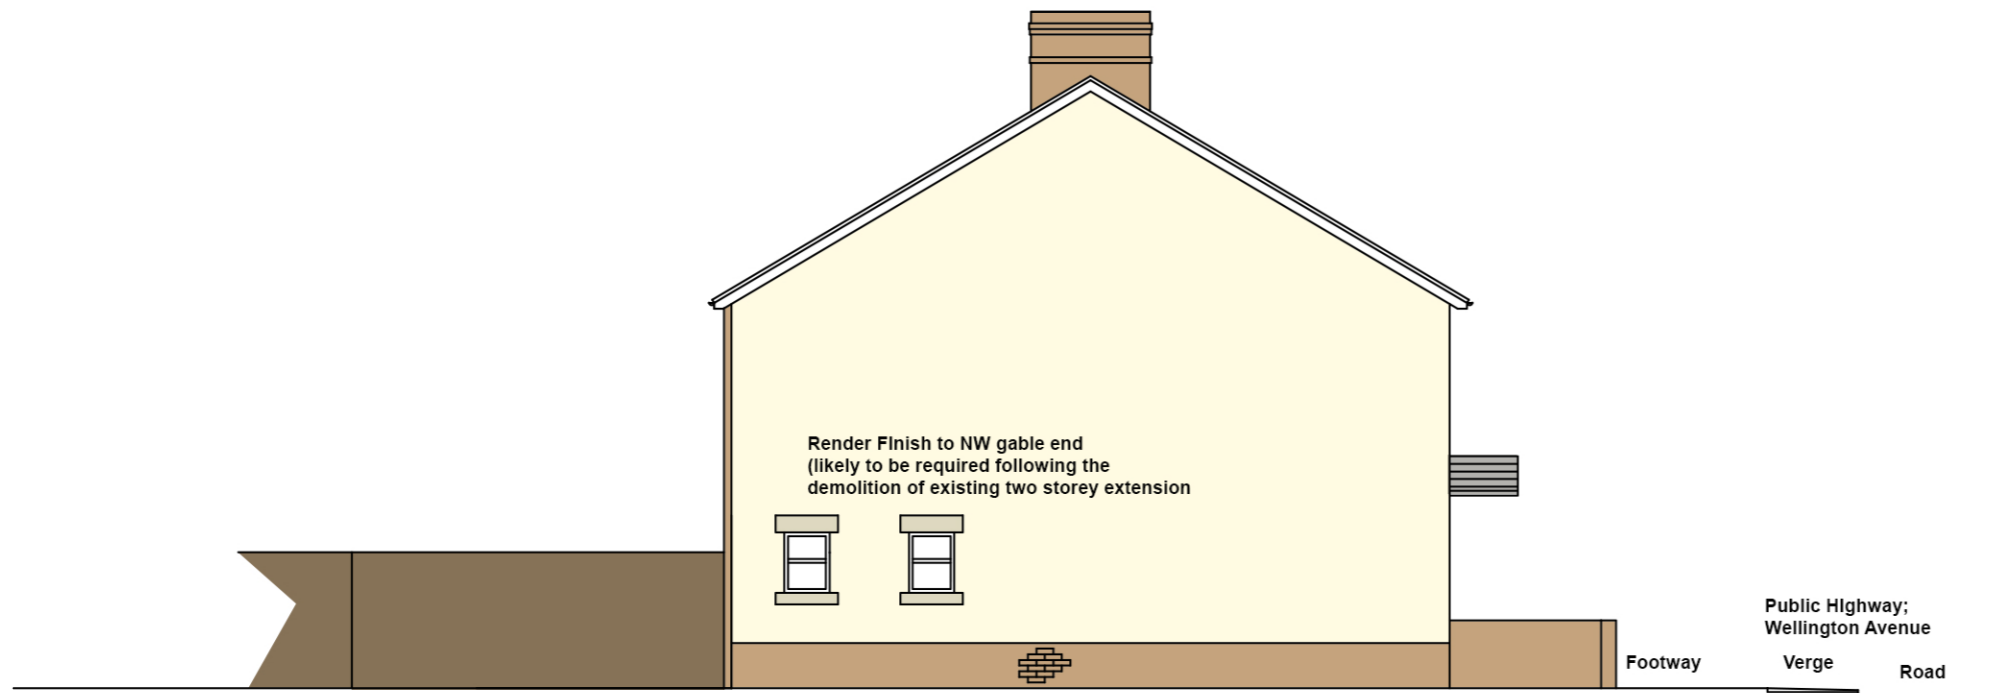 Render FInish to NW gable end
(likely to be required following the
demolition of existing two storey extension
Public HIghway;
Wellington Avenue
Footway
Verge
Road